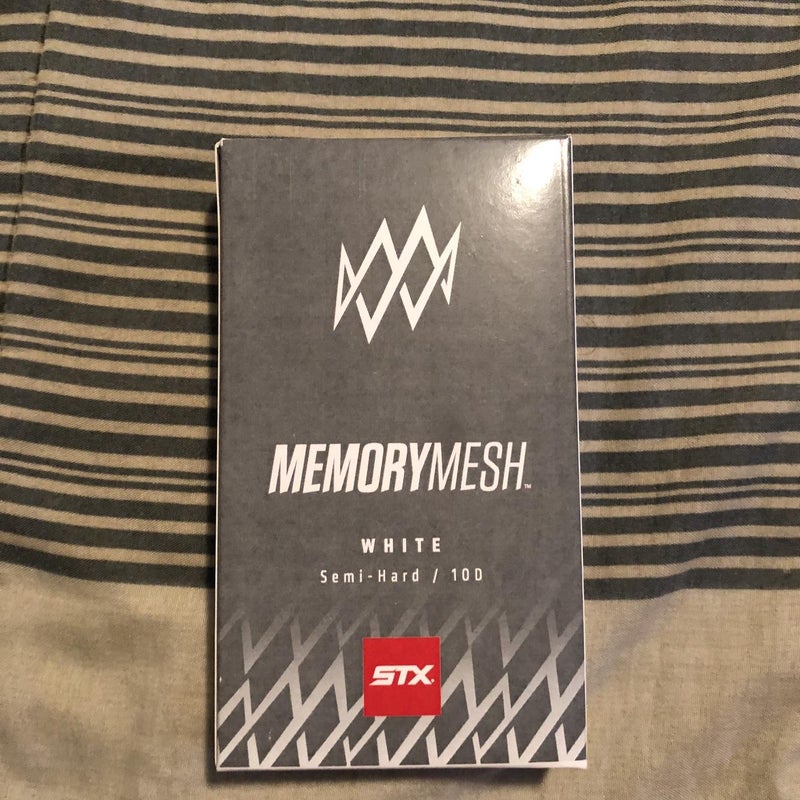 MEMORYMESH™
WHITE
Semi-Hard / 10D
STX